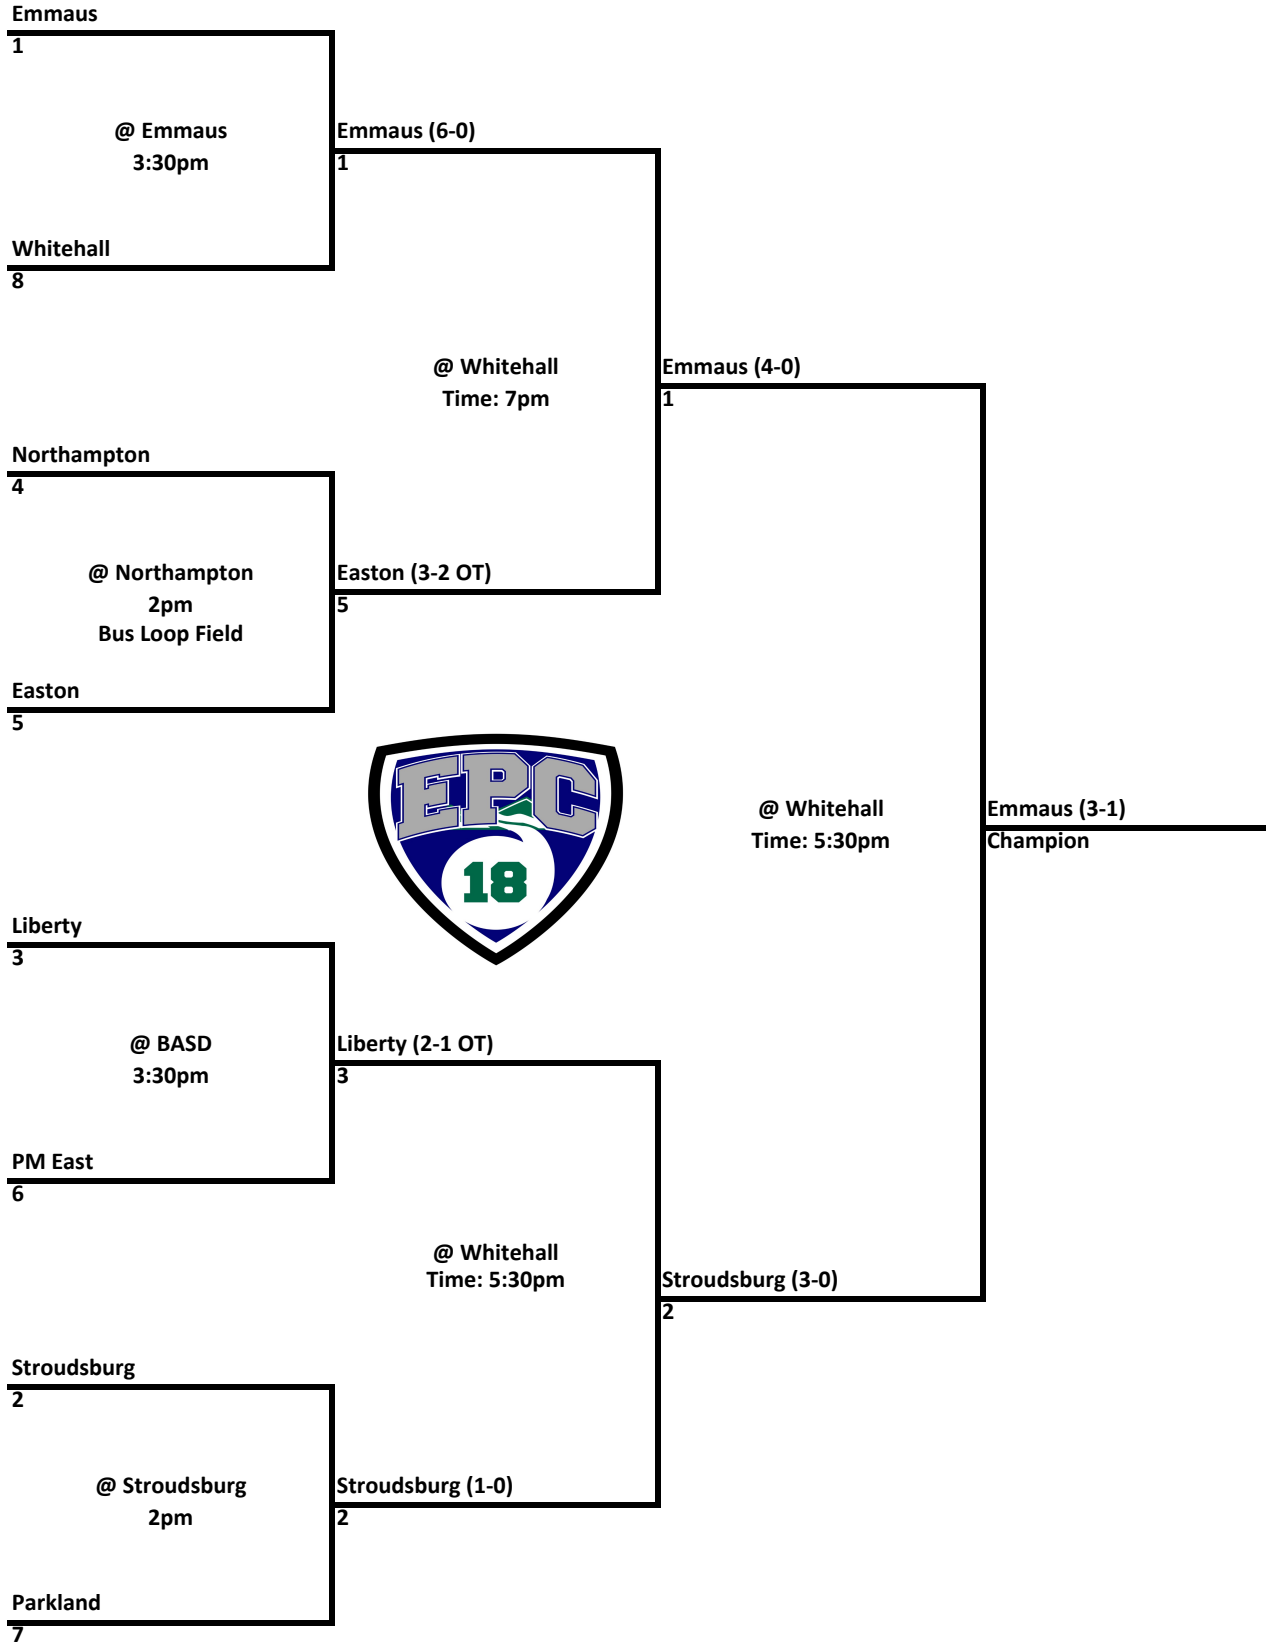 Emmaus
1
@ Emmaus
3:30pm
Emmaus (6-0)
1
Whitehall
8
@ Whitehall
Time: 7pm
Emmaus (4-0)
1
Northampton
4
@ Northampton
2pm
Bus Loop Field
Easton (3-2 OT)
5
Easton
5
EPC
18
@ Whitehall
Time: 5:30pm
Emmaus (3-1)
Champion
Liberty
3
@ BASD
3:30pm
Liberty (2-1 OT)
3
PM East
6
@ Whitehall
Time: 5:30pm
Stroudsburg (3-0)
2
Stroudsburg
2
@ Stroudsburg
2pm
Stroudsburg (1-0)
2
Parkland
7